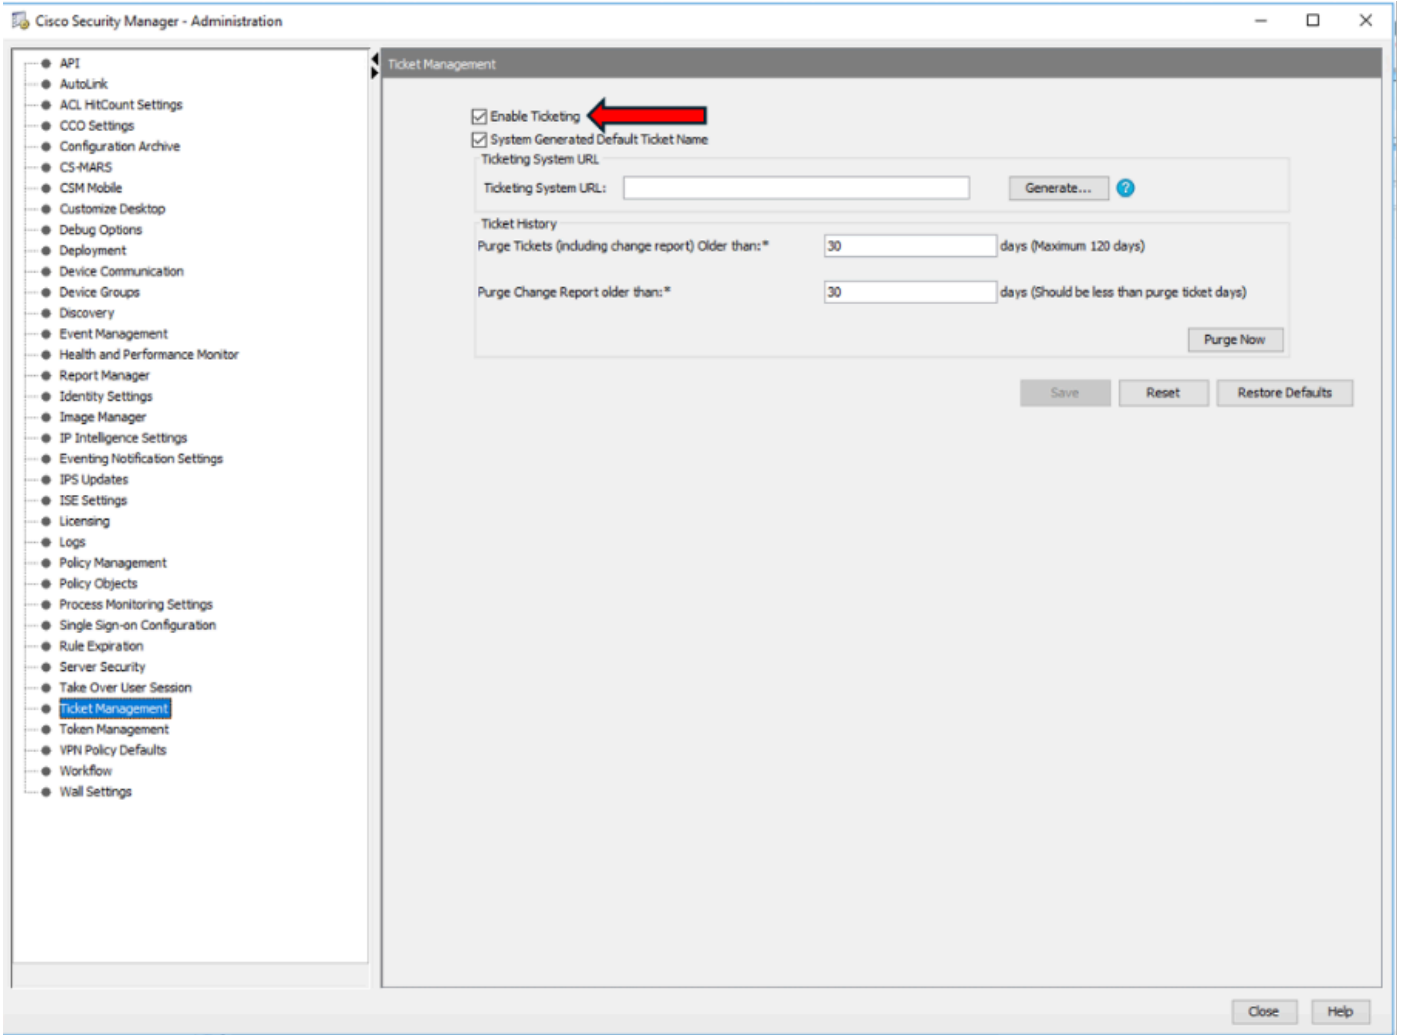 Cisco Security Manager - Administration
API
AutoLink
ACL HitCount Settings
CCO Settings
Configuration Archive
CS-MARS
CSM Mobile
Customize Desktop
Debug Options
Deployment
Device Communication
Device Groups
Discovery
Event Management
Health and Performance Monitor
Report Manager
Identity Settings
Image Manager
IP Intelligence Settings
Eventing Notification Settings
IPS Updates
ISE Settings
Licensing
Logs
Policy Management
Policy Objects
Process Monitoring Settings
Single Sign-on Configuration
Rule Expiration
Server Security
Take Over User Session
Ticket Management
Token Management
VPN Policy Defaults
Workflow
Wall Settings
Ticket Management
Enable Ticketing
System Generated Default Ticket Name
Ticketing System URL
Ticketing System URL: Generate... ?
Ticket History
Purge Tickets (including change report) Older than:* 30 days (Maximum 120 days)
Purge Change Report older than:* 30 days (Should be less than purge ticket days)
Purge Now
Save Reset Restore Defaults
Close Help